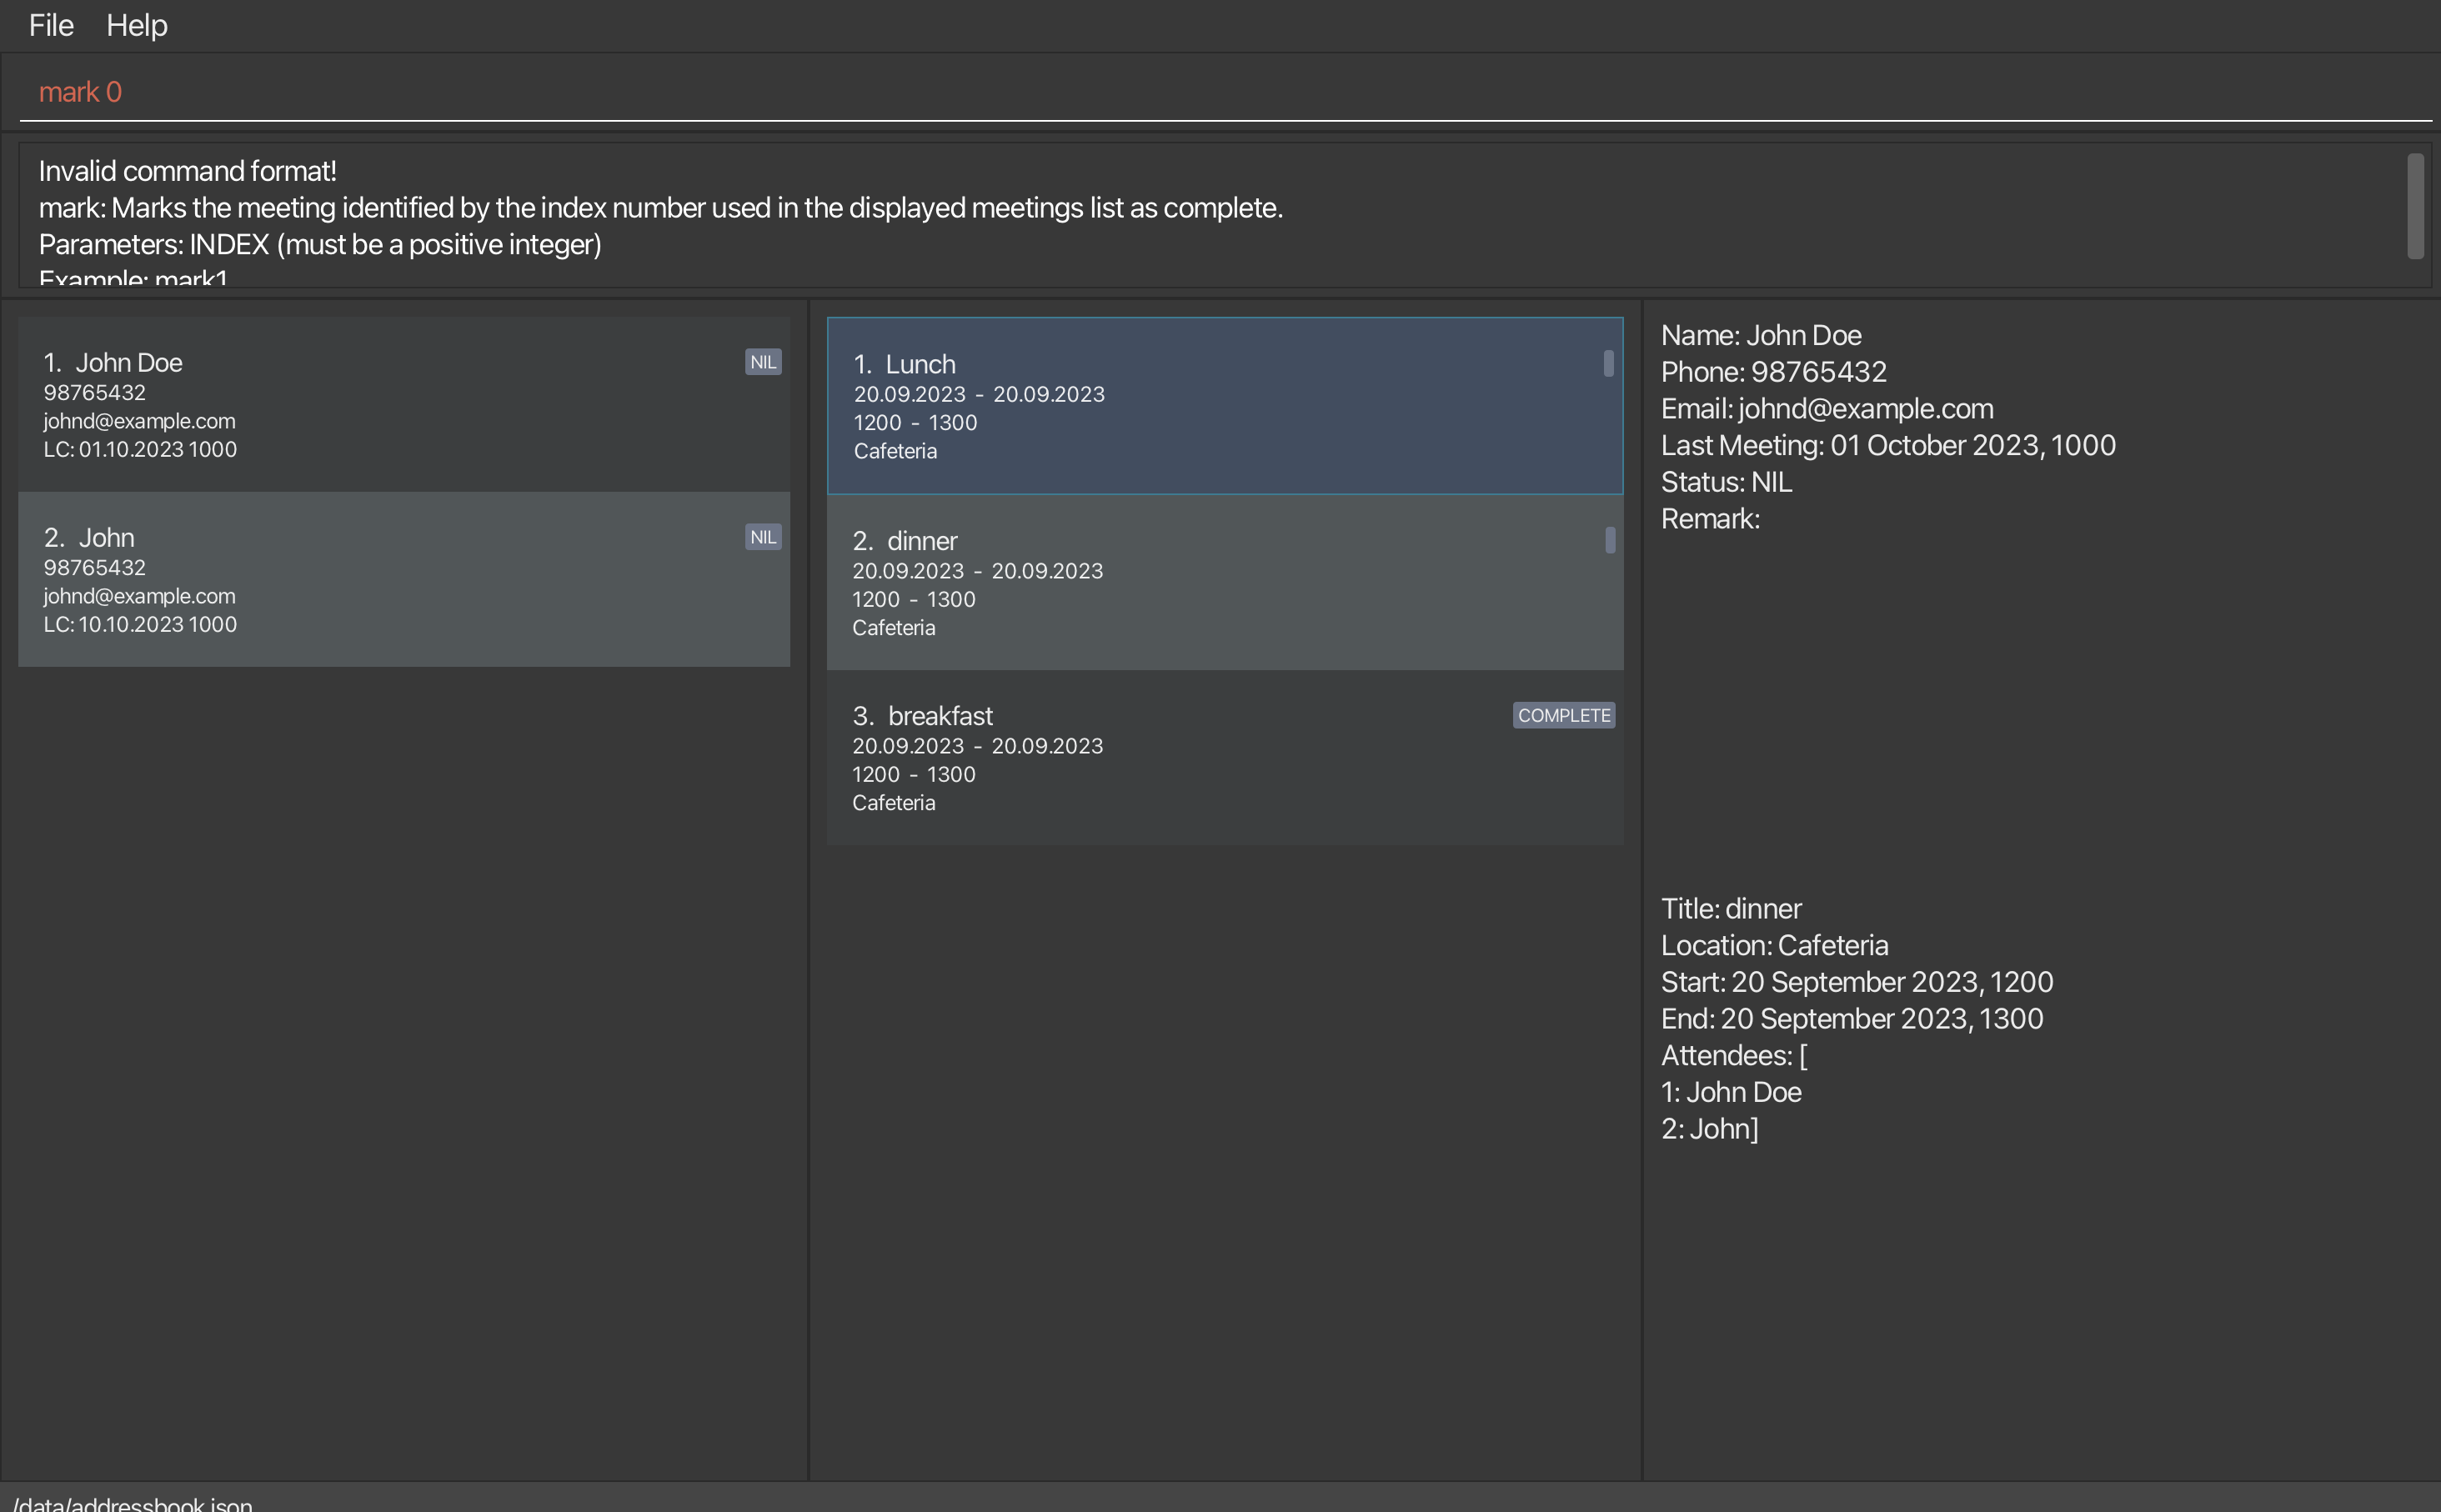 File Help
mark 0
Invalid command format!
mark: Marks the meeting identified by the index number used in the displayed meetings list as complete.
Parameters: INDEX (must be a positive integer)
Example: mark1
1. John Doe NIL
98765432
johnd@example.com
LC: 01.10.2023 1000
2. John NIL
98765432
johnd@example.com
LC: 10.10.2023 1000
1. Lunch
20.09.2023 - 20.09.2023
1200 - 1300
Cafeteria
2. dinner
20.09.2023 - 20.09.2023
1200 - 1300
Cafeteria
3. breakfast COMPLETE
20.09.2023 - 20.09.2023
1200 - 1300
Cafeteria
Name: John Doe
Phone: 98765432
Email: johnd@example.com
Last Meeting: 01 October 2023, 1000
Status: NIL
Remark:
Title: dinner
Location: Cafeteria
Start: 20 September 2023, 1200
End: 20 September 2023, 1300
Attendees: [
1: John Doe
2: John]
/data/addressbook.json